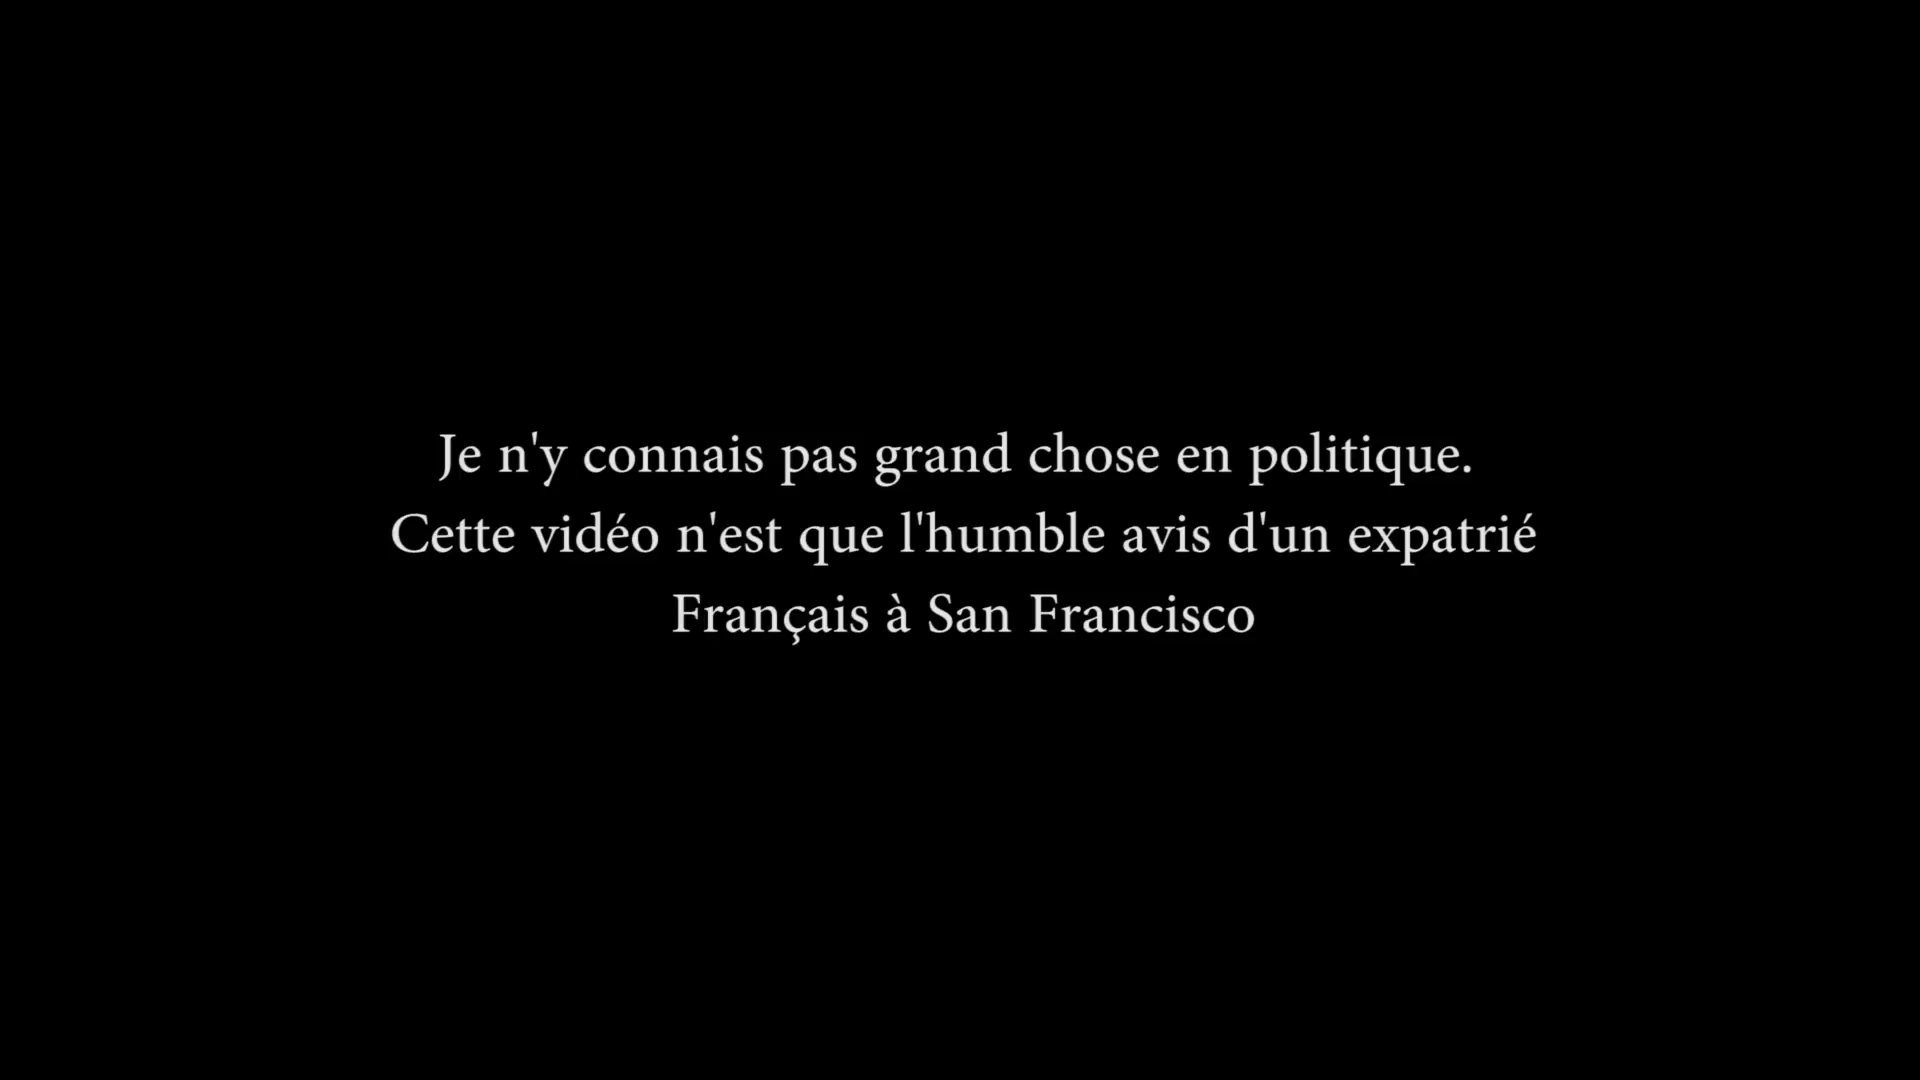 Je n'y connais pas grand chose en politique.
Cette vidéo n'est que l'humble avis d'un expatrié
Français à San Francisco